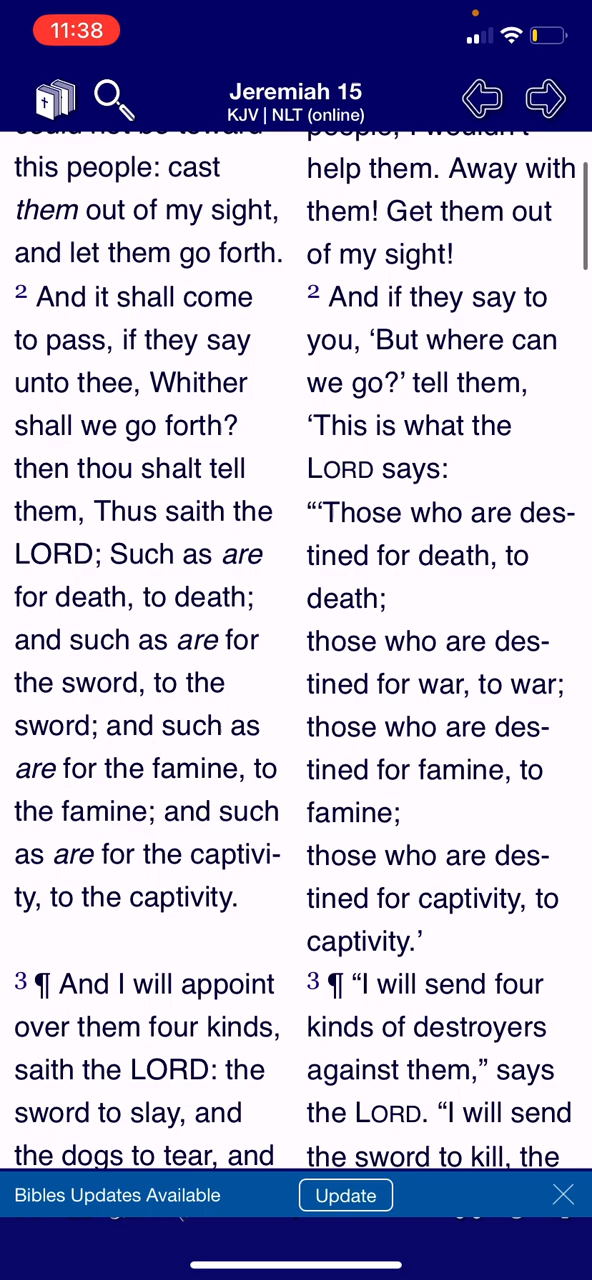 11:38
Jeremiah 15
KJV | NLT (online)
could not be toward
this people: cast
them out of my sight,
and let them go forth.
2 And it shall come
to pass, if they say
unto thee, Whither
shall we go forth?
then thou shalt tell
them, Thus saith the
LORD; Such as are
for death, to death;
and such as are for
the sword, to the
sword; and such as
are for the famine, to
the famine; and such
as are for the captivi-
ty, to the captivity.
3 ¶ And I will appoint
over them four kinds,
saith the LORD: the
sword to slay, and
the dogs to tear, and
people, I wouldn't
help them. Away with
them! Get them out
of my sight!
2 And if they say to
you, ‘But where can
we go?’ tell them,
‘This is what the
LORD says:
“‘Those who are des-
tined for death, to
death;
those who are des-
tined for war, to war;
those who are des-
tined for famine, to
famine;
those who are des-
tined for captivity, to
captivity.’
3 ¶ “I will send four
kinds of destroyers
against them,” says
the LORD. “I will send
the sword to kill, the
Bibles Updates Available
Update